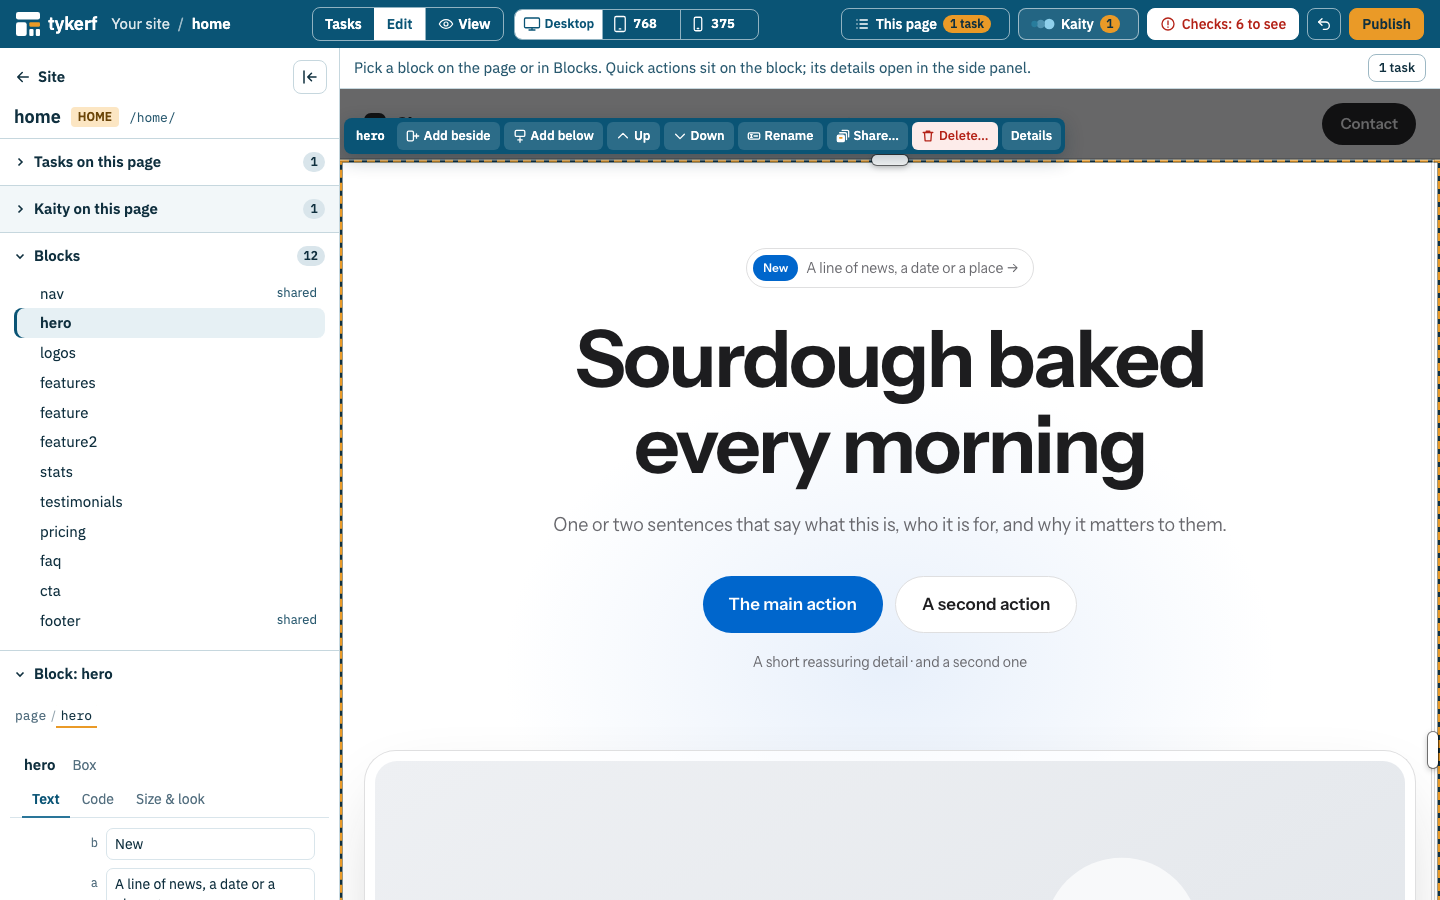 tykerf
Your site / home
Tasks
Edit
View
Desktop
768
375
This page 1 task
Kaity 1
Checks: 6 to see
Publish
Site
home HOME /home/
Tasks on this page 1
Kaity on this page 1
Blocks 12
nav shared
hero
logos
features
feature
feature2
stats
testimonials
pricing
faq
cta
footer shared
Block: hero
page / hero
hero Box
Text Code Size & look
b New
a A line of news, a date or a
Pick a block on the page or in Blocks. Quick actions sit on the block; its details open in the side panel.
1 task
Contact
hero
Add beside
Add below
Up
Down
Rename
Share...
Delete...
Details
New A line of news, a date or a place →
Sourdough baked
every morning
One or two sentences that say what this is, who it is for, and why it matters to them.
The main action
A second action
A short reassuring detail · and a second one